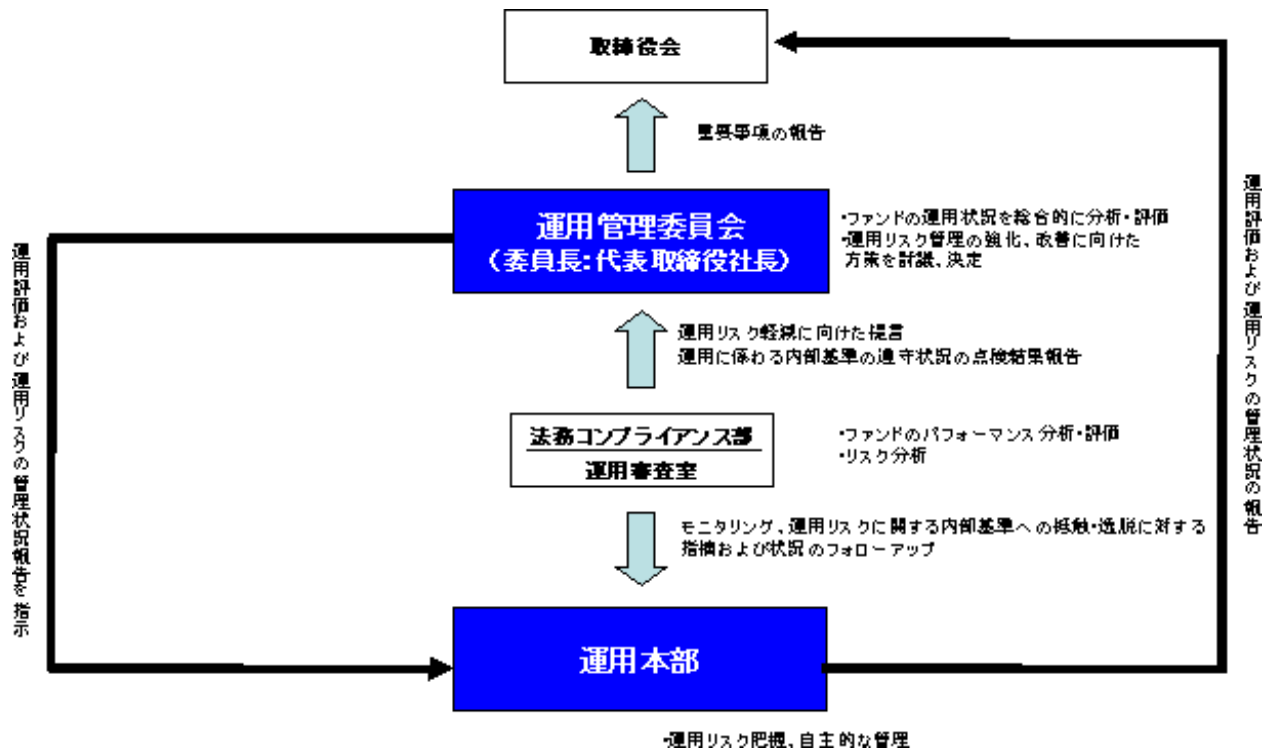 取締役会
重要事項の報告
運用管理委員会
（委員長：代表取締役社長）
・ファンドの運用状況を総合的に分析・評価
・運用リスク管理の強化、改善に向けた
方策を討議、決定
運用リスク軽減に向けた提言
運用に係わる内部基準の遵守状況の点検結果報告
法務コンプライアンス部
運用審査室
・ファンドのパフォーマンス分析・評価
・リスク分析
モニタリング、運用リスクに関する内部基準への抵触・逸脱に対する
指摘および状況のフォローアップ
運用本部
・運用リスク把握、自主的な管理
運用評価および運用リスクの管理状況報告を指示
運用評価および運用リスクの管理状況の報告